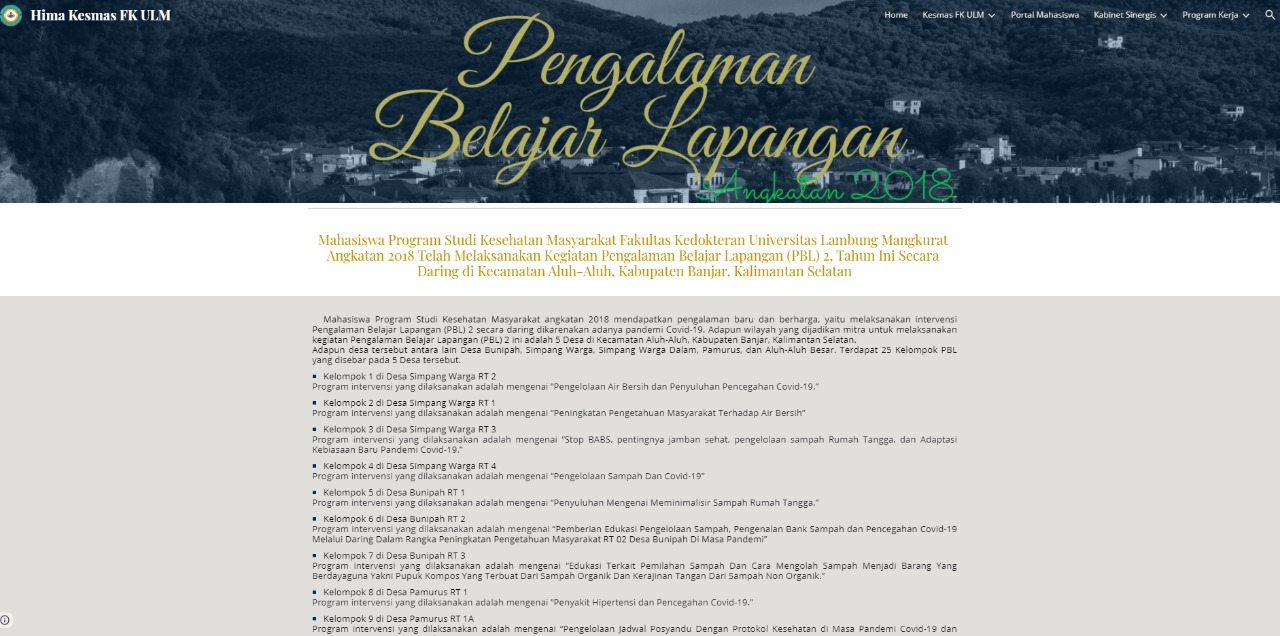 Hima Kesmas FK ULM
Home
Kesmas FK ULM
Portal Mahasiswa
Kabinet Sinergis
Program Kerja
Pengalaman
Belajar Lapangan
Angkatan 2018
Mahasiswa Program Studi Kesehatan Masyarakat Fakultas Kedokteran Universitas Lambung Mangkurat
Angkatan 2018 Telah Melaksanakan Kegiatan Pengalaman Belajar Lapangan (PBL) 2, Tahun Ini Secara
Daring di Kecamatan Aluh-Aluh, Kabupaten Banjar, Kalimantan Selatan
Mahasiswa Program Studi Kesehatan Masyarakat angkatan 2018 mendapatkan pengalaman baru dan berharga, yaitu melaksanakan intervensi
Pengalaman Belajar Lapangan (PBL) 2 secara daring dikarenakan adanya pandemi Covid-19. Adapun wilayah yang dijadikan mitra untuk melaksanakan
kegiatan Pengalaman Belajar Lapangan (PBL) 2 ini adalah 5 Desa di Kecamatan Aluh-Aluh, Kabupaten Banjar, Kalimantan Selatan.
Adapun desa tersebut antara lain Desa Bunipah, Simpang Warga, Simpang Warga Dalam, Pamurus, dan Aluh-Aluh Besar. Terdapat 25 Kelompok PBL
yang disebar pada 5 Desa tersebut.
▪ Kelompok 1 di Desa Simpang Warga RT 2
Program intervensi yang dilaksanakan adalah mengenai "Pengelolaan Air Bersih dan Penyuluhan Pencegahan Covid-19."
▪ Kelompok 2 di Desa Simpang Warga RT 1
Program intervensi yang dilaksanakan adalah mengenai "Peningkatan Pengetahuan Masyarakat Terhadap Air Bersih"
▪ Kelompok 3 di Desa Simpang Warga RT 3
Program intervensi yang dilaksanakan adalah mengenai "Stop BABS, pentingnya jamban sehat, pengelolaan sampah Rumah Tangga, dan Adaptasi
Kebiasaan Baru Pandemi Covid-19."
▪ Kelompok 4 di Desa Simpang Warga RT 4
Program intervensi yang dilaksanakan adalah mengenai "Pengelolaan Sampah Dan Covid-19"
▪ Kelompok 5 di Desa Bunipah RT 1
Program intervensi yang dilaksanakan adalah mengenai "Penyuluhan Mengenai Meminimalisir Sampah Rumah Tangga."
▪ Kelompok 6 di Desa Bunipah RT 2
Program intervensi yang dilaksanakan adalah mengenai "Pemberian Edukasi Pengelolaan Sampah, Pengenalan Bank Sampah dan Pencegahan Covid-19
Melalui Daring Dalam Rangka Peningkatan Pengetahuan Masyarakat RT 02 Desa Bunipah Di Masa Pandemi"
▪ Kelompok 7 di Desa Bunipah RT 3
Program intervensi yang dilaksanakan adalah mengenai "Edukasi Terkait Pemilahan Sampah Dan Cara Mengolah Sampah Menjadi Barang Yang
Berdayaguna Yakni Pupuk Kompos Yang Terbuat Dari Sampah Organik Dan Kerajinan Tangan Dari Sampah Non Organik."
▪ Kelompok 8 di Desa Pamurus RT 1
Program intervensi yang dilaksanakan adalah mengenai "Penyakit Hipertensi dan Pencegahan Covid-19."
▪ Kelompok 9 di Desa Pamurus RT 1A
Program intervensi yang dilaksanakan adalah mengenai "Pengelolaan Jadwal Posyandu Dengan Protokol Kesehatan di Masa Pandemi Covid-19 dan